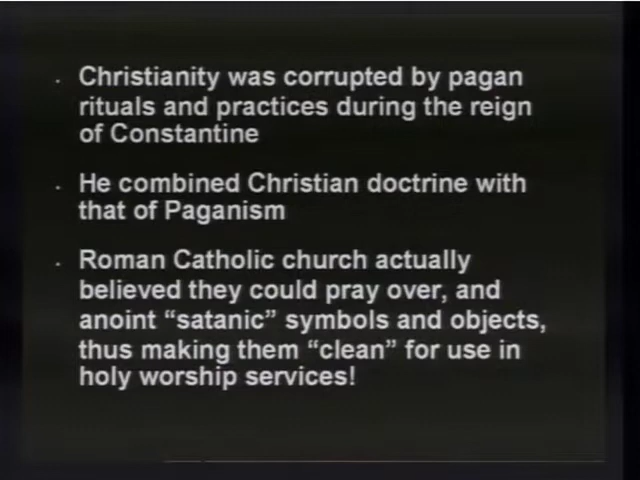 · Christianity was corrupted by pagan
rituals and practices during the reign
of Constantine
· He combined Christian doctrine with
that of Paganism
· Roman Catholic church actually
believed they could pray over, and
anoint “satanic” symbols and objects,
thus making them “clean” for use in
holy worship services!